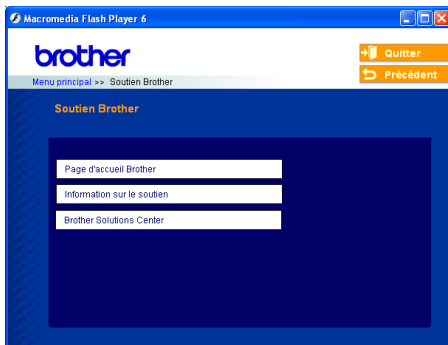 Macromedia Flash Player 6
brother
Quitter
Précédent
Menu principal >> Soutien Brother
Soutien Brother
Page d'accueil Brother
Information sur le soutien
Brother Solutions Center